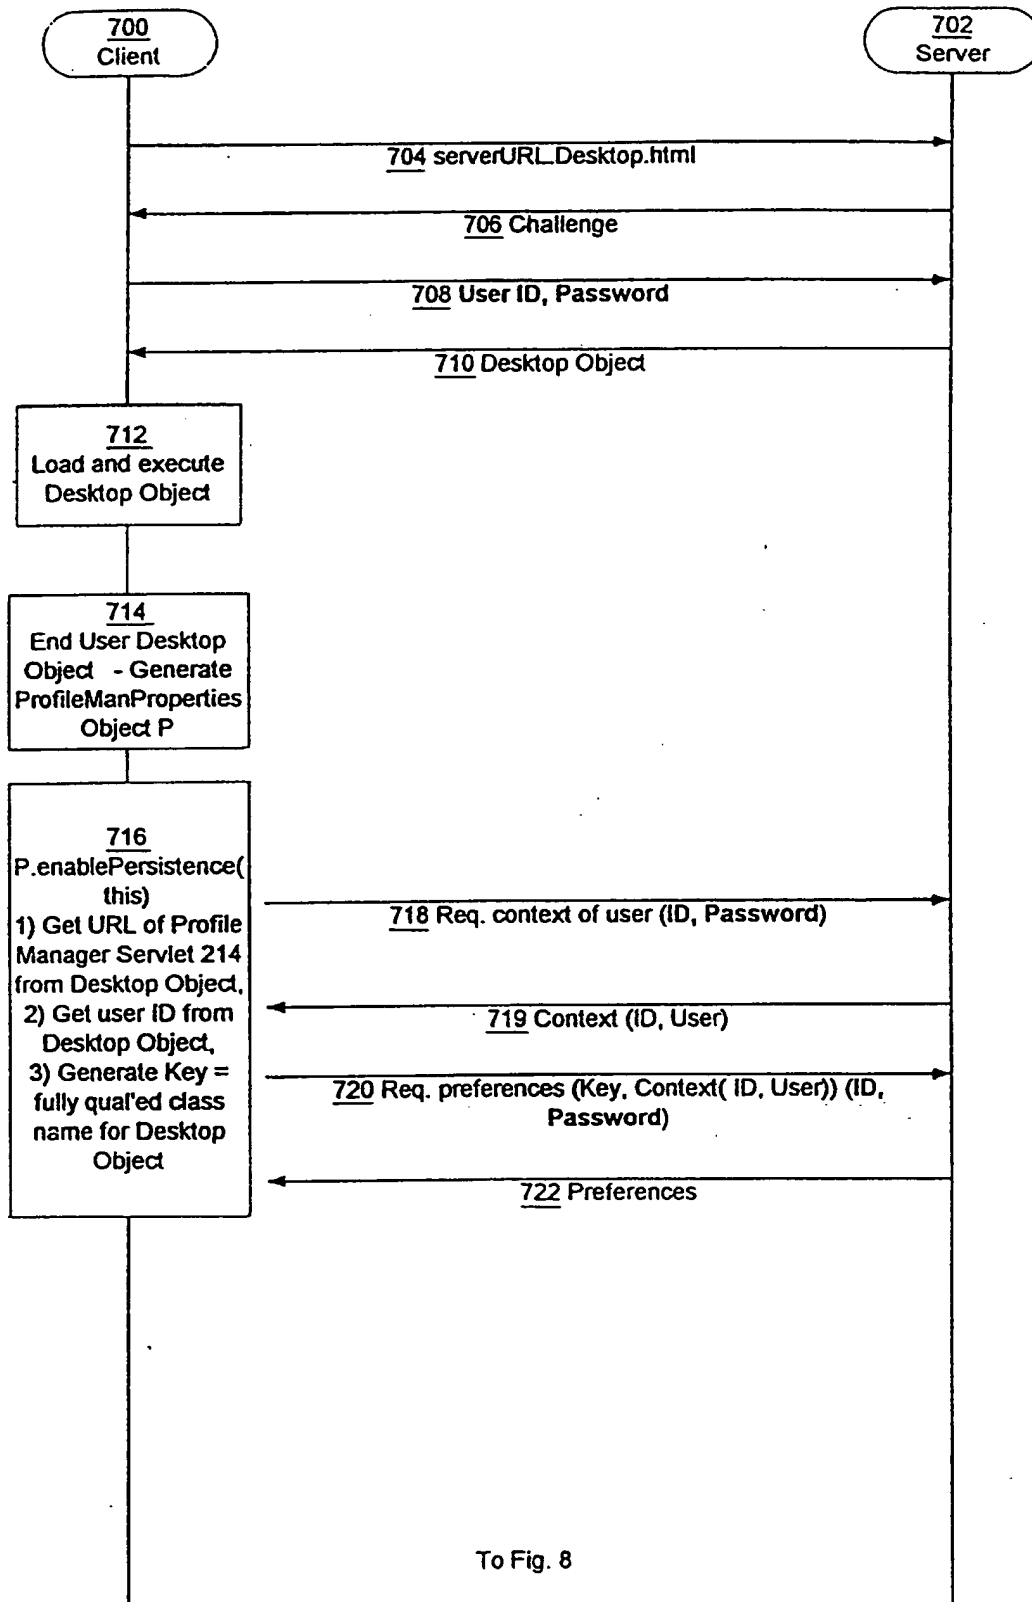 700
Client
702
Server
704 serverURL.Desktop.html
706 Challenge
708 User ID, Password
710 Desktop Object
712
Load and execute
Desktop Object
714
End User Desktop
Object - Generate
ProfileManProperties
Object P
716
P.enablePersistence(
this)
1) Get URL of Profile
Manager Servlet 214
from Desktop Object,
2) Get user ID from
Desktop Object,
3) Generate Key =
fully qual'ed class
name for Desktop
Object
718 Req. context of user (ID, Password)
719 Context (ID, User)
720 Req. preferences (Key, Context( ID, User)) (ID,
Password)
722 Preferences
To Fig. 8